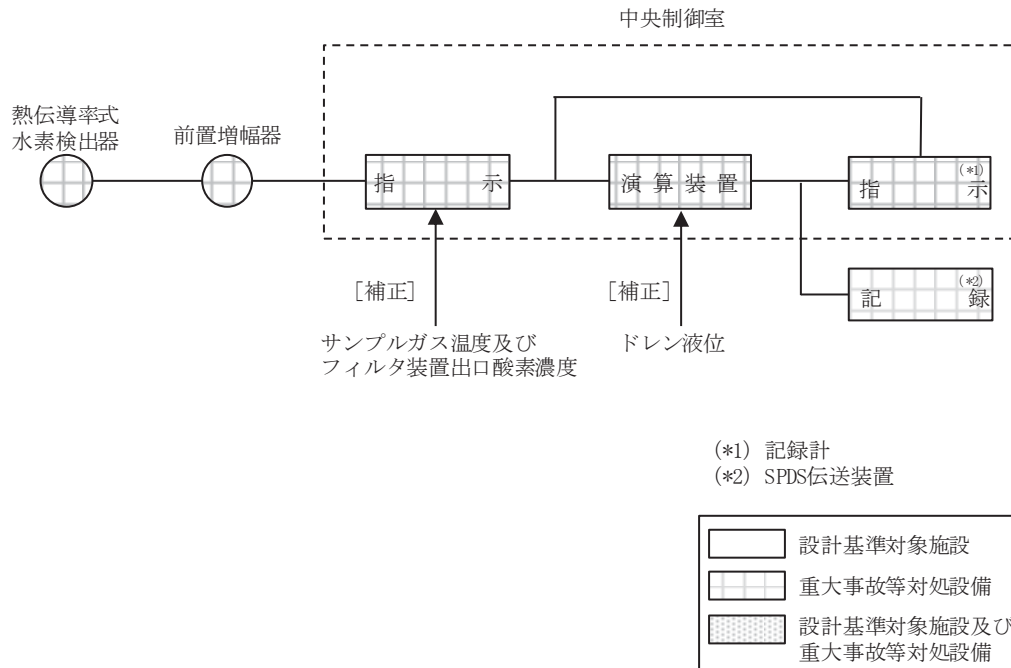 中央制御室
熱伝導率式
水素検出器
前置増幅器
指 示
演 算 装 置
(*1)
指 示
[補正]
[補正]
(*2)
記 録
サンプルガス温度及び
フィルタ装置出口酸素濃度
ドレン液位
(*1) 記録計
(*2) SPDS伝送装置
設計基準対象施設
重大事故等対処設備
設計基準対象施設及び
重大事故等対処設備